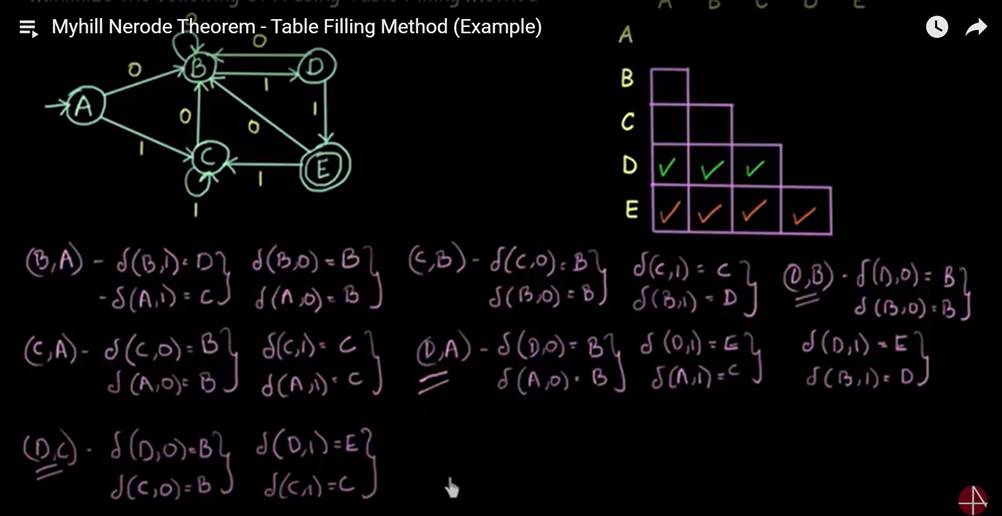 Myhill Nerode Theorem - Table Filling Method (Example)
A B C D E
0 B 0 D
1
A 0 0 1
1 C 1 E
1
A
B
C
D ✓ ✓ ✓
E ✓ ✓ ✓ ✓
(B,A) - δ(B,1)= D} δ(B,0) = B} (C,B) - δ(C,0)= B} δ(C,1) = C} (D,B) - δ(D,0) = B}
- δ(A,1) = C δ(A,0) = B δ(B,0) = B δ(B,1) = D δ(B,0) = B
(C,A) - δ(C,0) = B} δ(C,1) = C} (D,A) - δ(D,0) = B} δ(D,1) = E} δ(D,1) = E}
δ(A,0) = B δ(A,1) = C δ(A,0) = B δ(A,1) = C δ(B,1) = D
(D,C) - δ(D,0) = B} δ(D,1) = E}
δ(C,0) = B δ(C,1) = C